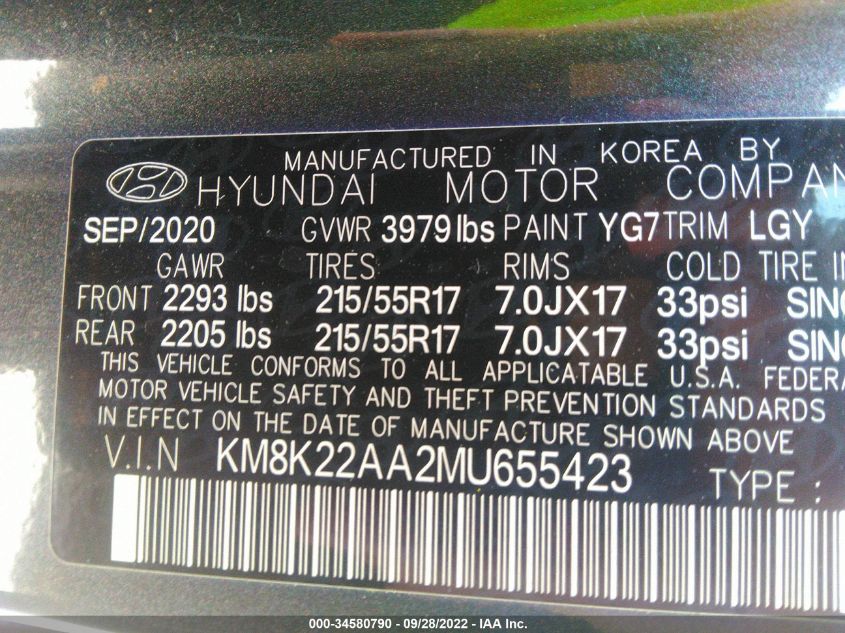 MANUFACTURED IN KOREA BY
HYUNDAI MOTOR COMPAN
SEP/2020 GVWR 3979 lbs PAINT YG7 TRIM LGY
GAWR TIRES RIMS COLD TIRE IN
FRONT 2293 lbs 215/55R17 7.0JX17 33psi SING
REAR 2205 lbs 215/55R17 7.0JX17 33psi SING
THIS VEHICLE CONFORMS TO ALL APPLICATABLE U.S.A. FEDERA
MOTOR VEHICLE SAFETY AND THEFT PREVENTION STANDARDS
IN EFFECT ON THE DATE OF MANUFACTURE SHOWN ABOVE
V.I.N KM8K22AA2MU655423 TYPE :
000-34580790 - 09/28/2022 - IAA Inc.